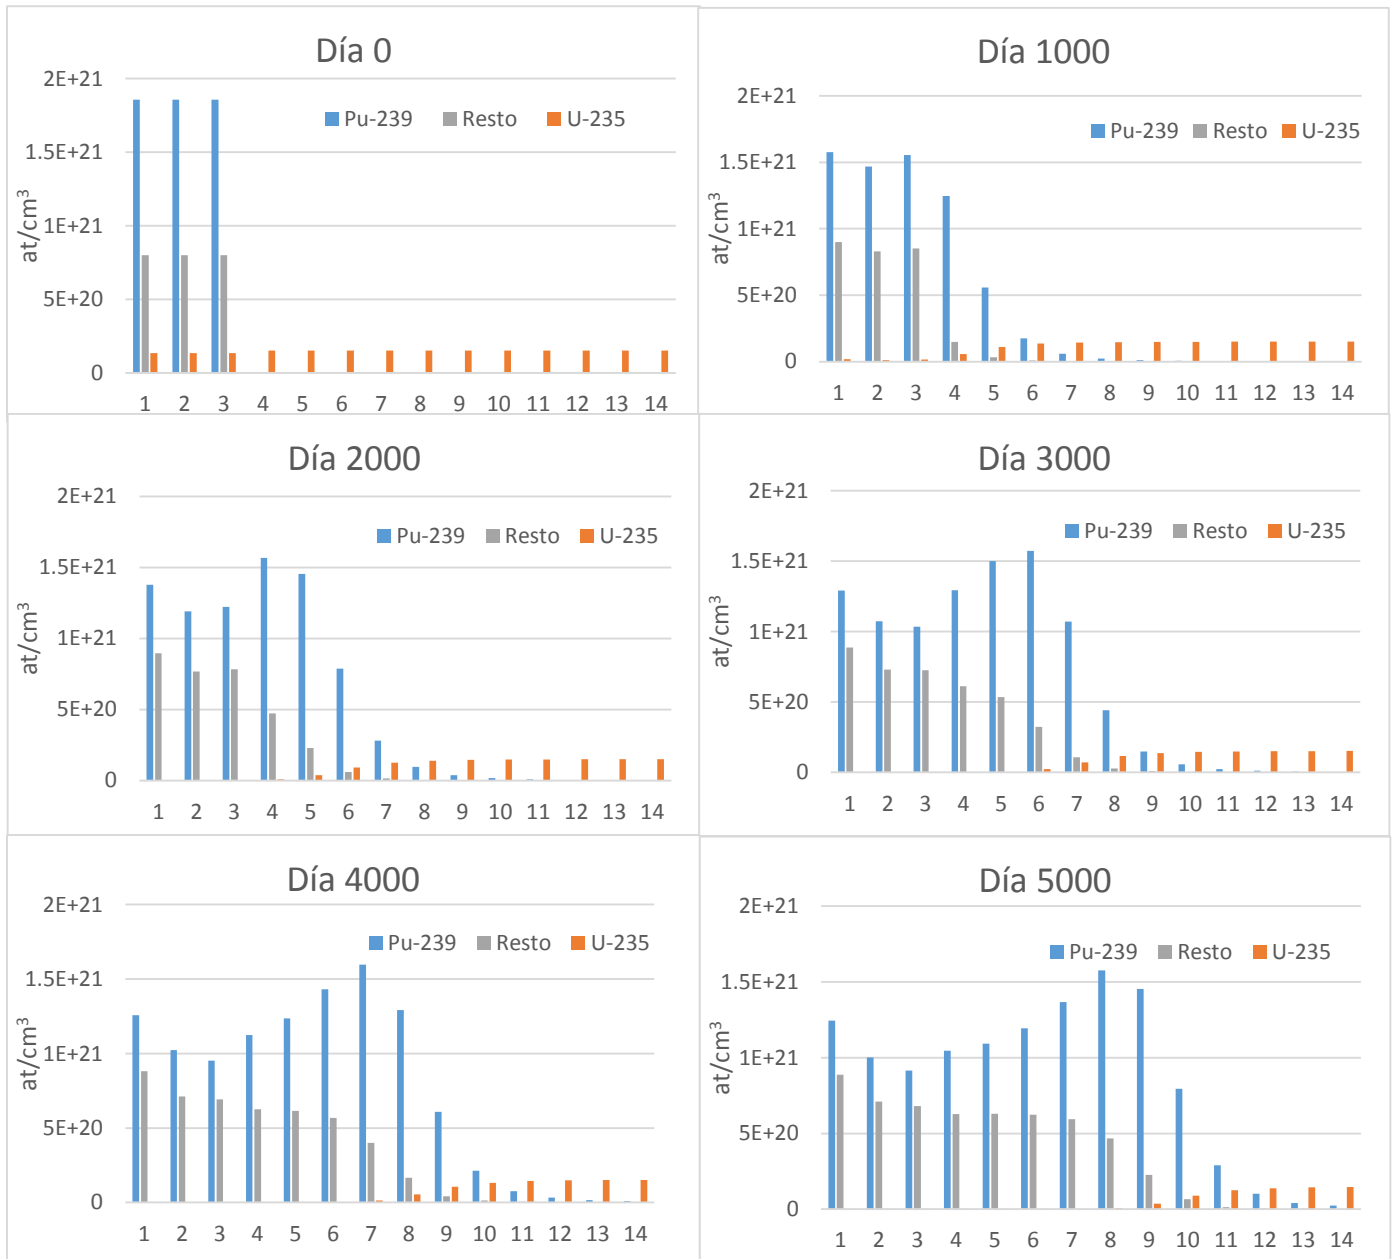 Día 0
2E+21
Pu-239 Resto U-235
1.5E+21
1E+21
5E+20
0
at/cm³
1 2 3 4 5 6 7 8 9 10 11 12 13 14
Día 1000
2E+21
Pu-239 Resto U-235
1.5E+21
1E+21
5E+20
0
at/cm³
1 2 3 4 5 6 7 8 9 10 11 12 13 14
Día 2000
2E+21
Pu-239 Resto U-235
1.5E+21
1E+21
5E+20
0
at/cm³
1 2 3 4 5 6 7 8 9 10 11 12 13 14
Día 3000
2E+21
Pu-239 Resto U-235
1.5E+21
1E+21
5E+20
0
at/cm³
1 2 3 4 5 6 7 8 9 10 11 12 13 14
Día 4000
2E+21
Pu-239 Resto U-235
1.5E+21
1E+21
5E+20
0
at/cm³
1 2 3 4 5 6 7 8 9 10 11 12 13 14
Día 5000
2E+21
Pu-239 Resto U-235
1.5E+21
1E+21
5E+20
0
at/cm³
1 2 3 4 5 6 7 8 9 10 11 12 13 14